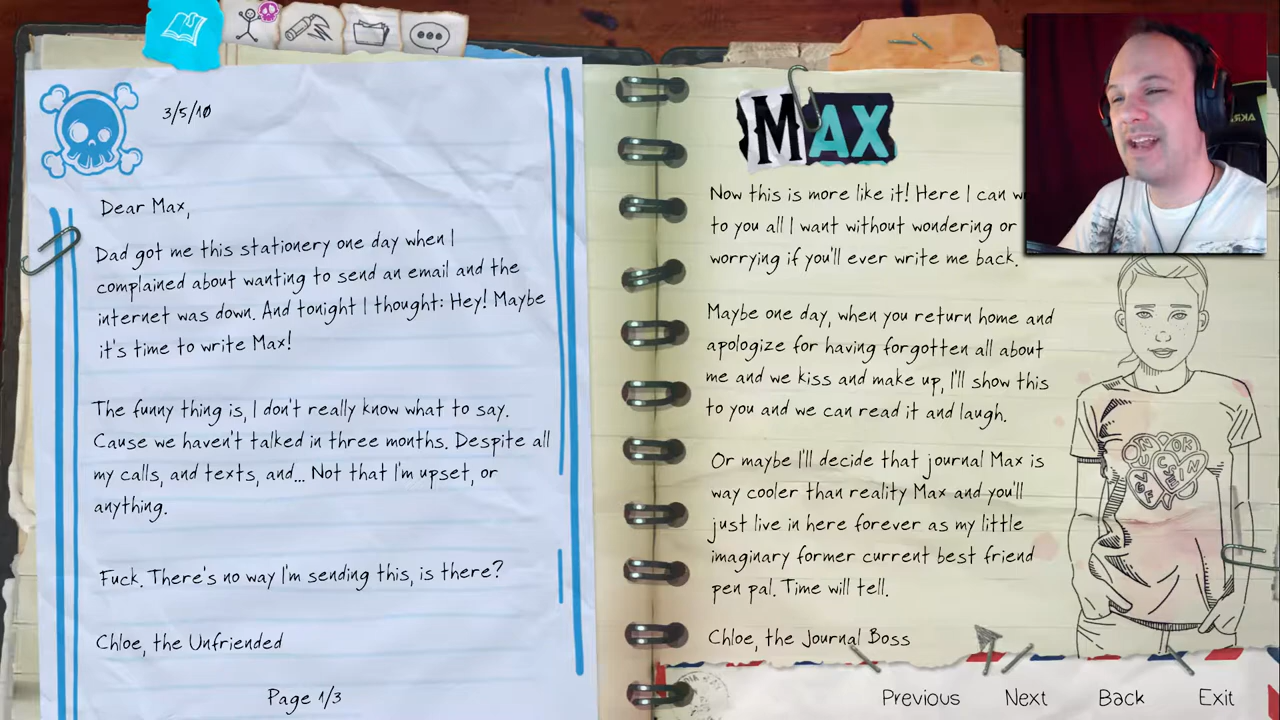 3/5/10
Dear Max,
Dad got me this stationery one day when I
complained about wanting to send an email and the
internet was down. And tonight I thought: Hey! Maybe
it's time to write Max!
The funny thing is, I don't really know what to say.
Cause we haven't talked in three months. Despite all
my calls, and texts, and... Not that I'm upset, or
anything.
Fuck. There's no way I'm sending this, is there?
Chloe, the Unfriended
Page 1/3
MAX
Now this is more like it! Here I can
to you all I want without wondering or
worrying if you'll ever write me back.
Maybe one day, when you return home and
apologize for having forgotten all about
me and we kiss and make up, I'll show this
to you and we can read it and laugh.
Or maybe I'll decide that journal Max is
way cooler than reality Max and you'll
just live in here forever as my little
imaginary former current best friend
pen pal. Time will tell.
Chloe, the Journal Boss
Previous Next Back Exit